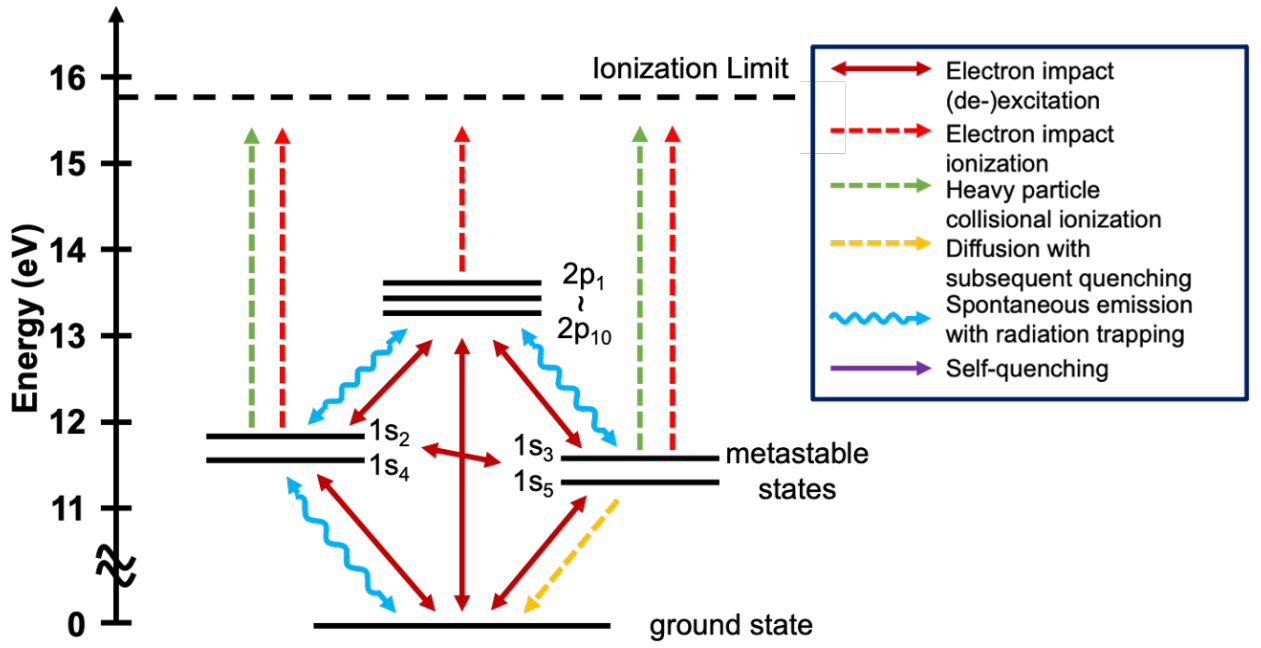 Energy (eV)
16
15
14
13
12
11
0
Ionization Limit
2p₁
~
2p₁₀
1s₂
1s₄
1s₃
1s₅
metastable
states
ground state
Electron impact
(de-)excitation
Electron impact
ionization
Heavy particle
collisional ionization
Diffusion with
subsequent quenching
Spontaneous emission
with radiation trapping
Self-quenching